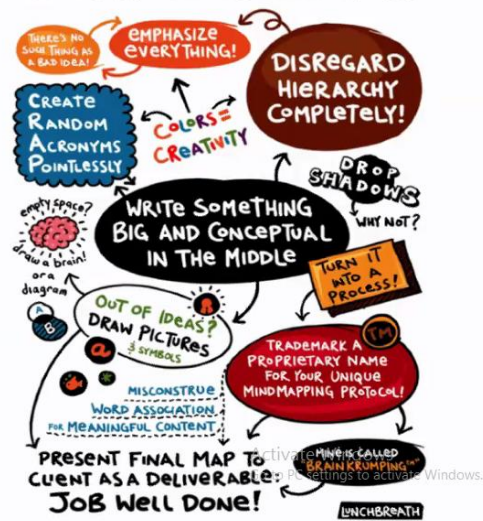 THERE'S NO
SUCH THING AS
A BAD IDEA!
EMPHASIZE
EVERYTHING!
DISREGARD
HIERARCHY
COMPLETELY!
CREATE
RANDOM
ACRONYMS
POINTLESSLY
COLORS =
CREATIVITY
DROP
SHADOWS
WHY NOT?
empty space?
draw a brain!
or a
diagram
A
B
WRITE SOMETHING
BIG AND CONCEPTUAL
IN THE MIDDLE
TURN IT
INTO A
PROCESS!
OUT OF IDEAS?
DRAW PICTURES
& SYMBOLS
R
a
*
TM
TRADEMARK A
PROPRIETARY NAME
FOR YOUR UNIQUE
MINDMAPPING PROTOCOL!
MISCONSTRUE
WORD ASSOCIATION
FOR MEANINGFUL CONTENT
PRESENT FINAL MAP TO
CLIENT AS A DELIVERABLE:
JOB WELL DONE!
MINE IS CALLED
"BRAINKRUMPING™"
Activate Windows
Go to PC settings to activate Windows.
LUNCHBREATH